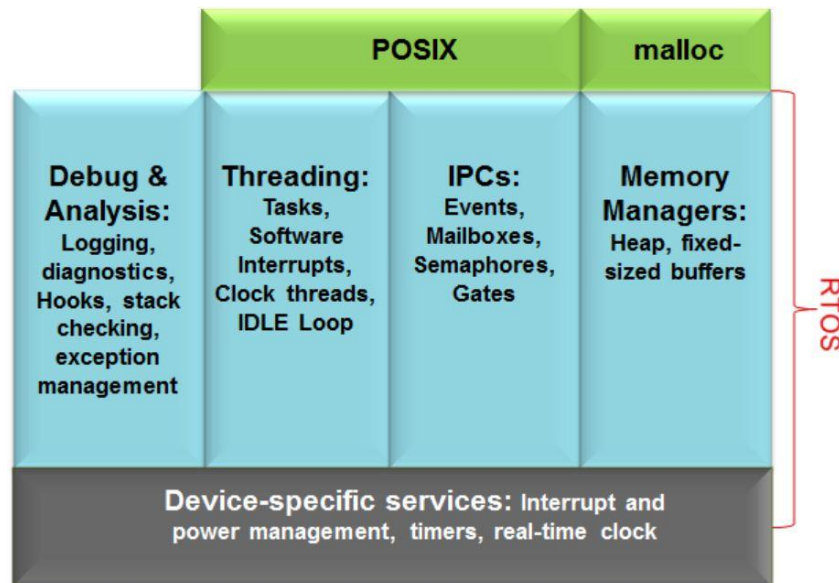 POSIX
malloc
Debug &
Analysis:
Logging,
diagnostics,
Hooks, stack
checking,
exception
management
Threading:
Tasks,
Software
Interrupts,
Clock threads,
IDLE Loop
IPCs:
Events,
Mailboxes,
Semaphores,
Gates
Memory
Managers:
Heap, fixed-
sized buffers
RTOS
Device-specific services: Interrupt and
power management, timers, real-time clock